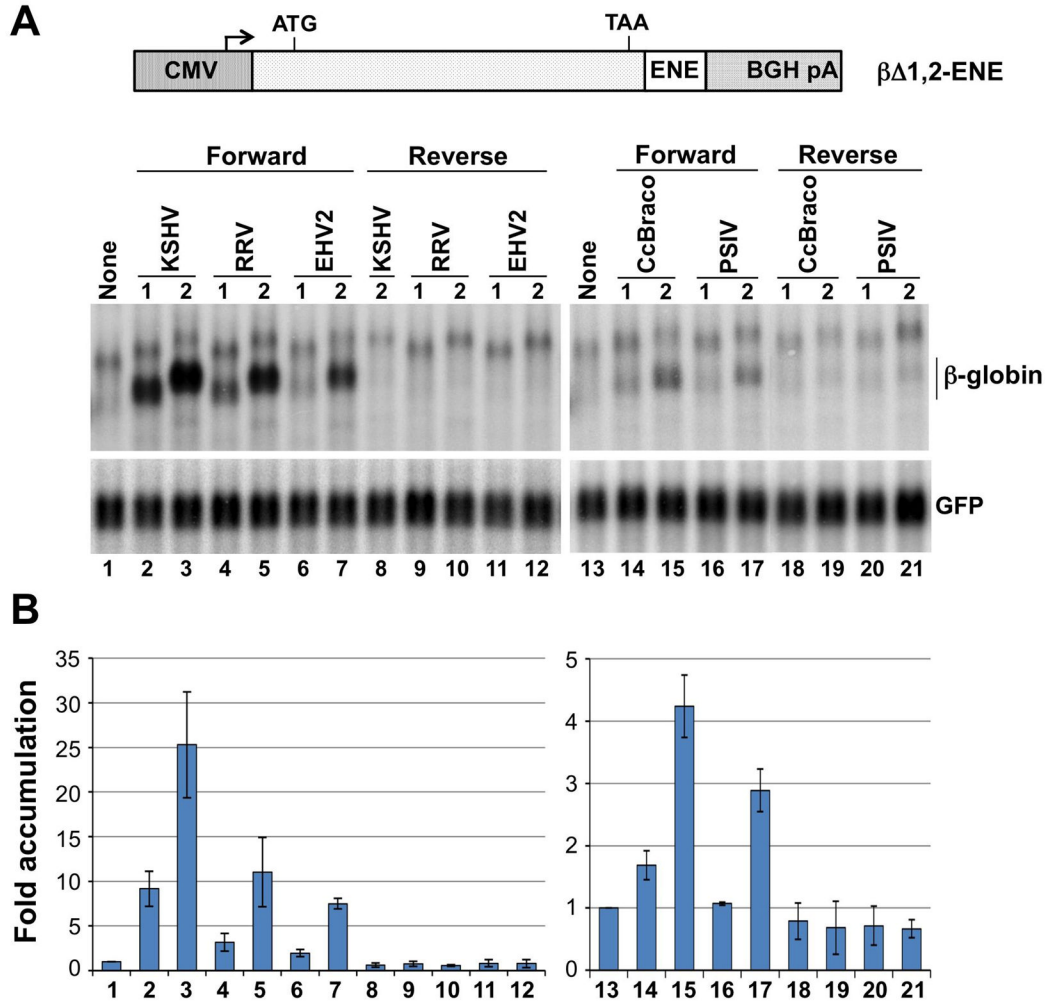 A
ATG TAA
CMV ENE BGH pA βΔ1,2-ENE
Forward Reverse Forward Reverse
None KSHV RRV EHV2 KSHV RRV EHV2 None CcBraco PSIV CcBraco PSIV
1 2 1 2 1 2 2 1 2 1 2 1 2 1 2 1 2 1 2
β-globin
GFP
1 2 3 4 5 6 7 8 9 10 11 12 13 14 15 16 17 18 19 20 21
B
Fold accumulation
35
30
25
20
15
10
5
0
1 2 3 4 5 6 7 8 9 10 11 12
5
4
3
2
1
0
13 14 15 16 17 18 19 20 21